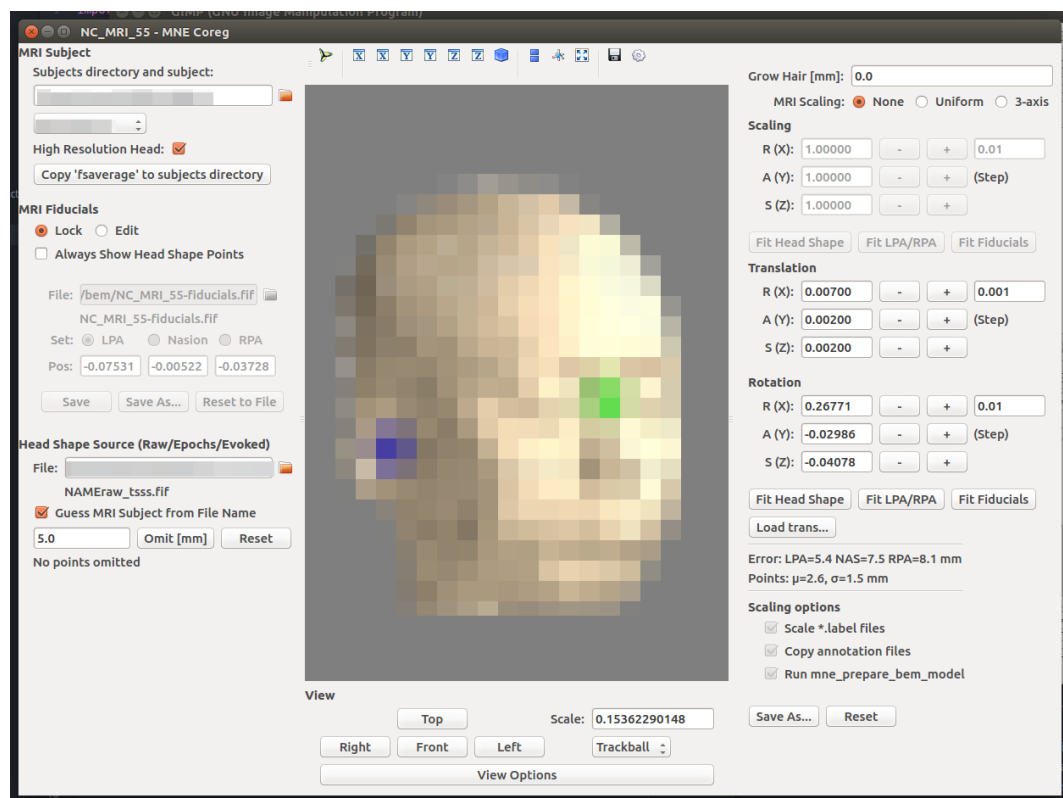 GIMP (GNU Image Manipulation Program)
NC_MRI_55 - MNE Coreg
MRI Subject
Subjects directory and subject:
High Resolution Head:
Copy 'fsaverage' to subjects directory
MRI Fiducials
Lock Edit
Always Show Head Shape Points
File: /bem/NC_MRI_55-fiducials.fif
NC_MRI_55-fiducials.fif
Set: LPA Nasion RPA
Pos: -0.07531 -0.00522 -0.03728
Save Save As... Reset to File
Head Shape Source (Raw/Epochs/Evoked)
File:
NAMEraw_tsss.fif
Guess MRI Subject from File Name
5.0 Omit [mm] Reset
No points omitted
X X Y Y Z Z
View
Top Scale: 0.15362290148
Right Front Left Trackball
View Options
Grow Hair [mm]: 0.0
MRI Scaling: None Uniform 3-axis
Scaling
R (X): 1.00000 - + 0.01
A (Y): 1.00000 - + (Step)
S (Z): 1.00000 - +
Fit Head Shape Fit LPA/RPA Fit Fiducials
Translation
R (X): 0.00700 - + 0.001
A (Y): 0.00200 - + (Step)
S (Z): 0.00200 - +
Rotation
R (X): 0.26771 - + 0.01
A (Y): -0.02986 - + (Step)
S (Z): -0.04078 - +
Fit Head Shape Fit LPA/RPA Fit Fiducials
Load trans...
Error: LPA=5.4 NAS=7.5 RPA=8.1 mm
Points: μ=2.6, σ=1.5 mm
Scaling options
Scale *.label files
Copy annotation files
Run mne_prepare_bem_model
Save As... Reset